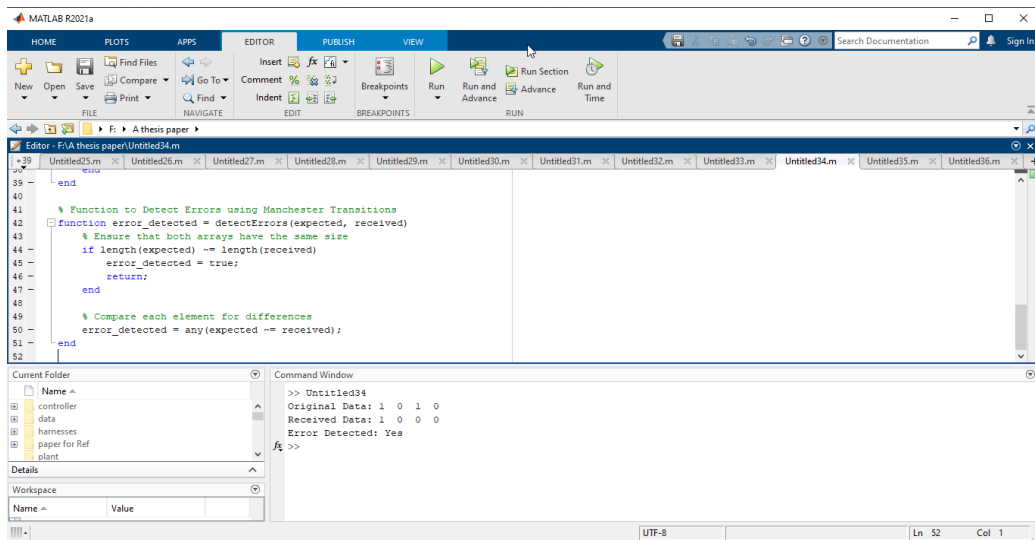 MATLAB R2021a
HOME PLOTS APPS EDITOR PUBLISH VIEW Search Documentation Sign In
New Open Save Find Files Compare Print Go To Find Insert fx Comment % Indent Breakpoints Run Run and Advance Run Section Advance Run and Time
FILE NAVIGATE EDIT BREAKPOINTS RUN
F: A thesis paper
Editor - F:\A thesis paper\Untitled34.m
+39 Untitled25.m Untitled26.m Untitled27.m Untitled28.m Untitled29.m Untitled30.m Untitled31.m Untitled32.m Untitled33.m Untitled34.m Untitled35.m Untitled36.m
38 end
39 - end
40
41 % Function to Detect Errors using Manchester Transitions
42 function error_detected = detectErrors(expected, received)
43 % Ensure that both arrays have the same size
44 - if length(expected) ~= length(received)
45 - error_detected = true;
46 - return;
47 - end
48
49 % Compare each element for differences
50 - error_detected = any(expected ~= received);
51 - end
52
Current Folder
Name
controller
data
harnesses
paper for Ref
plant
Details
Workspace
Name Value
Command Window
>> Untitled34
Original Data: 1 0 1 0
Received Data: 1 0 0 0
Error Detected: Yes
fx >>
UTF-8 Ln 52 Col 1